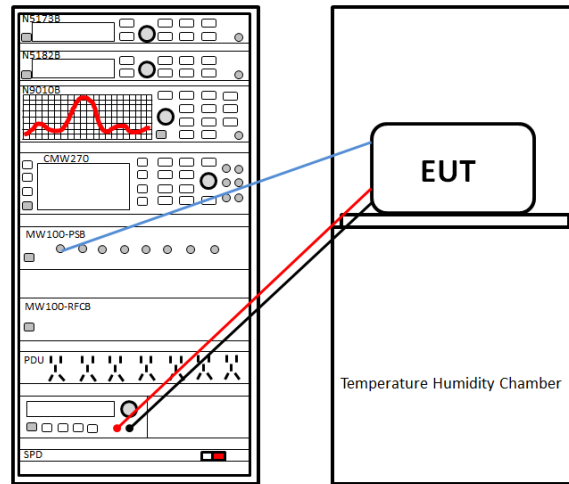 N5173B
N5182B
N9010B
CMW270
EUT
MW100-PSB
MW100-RFCB
PDU
Temperature Humidity Chamber
SPD